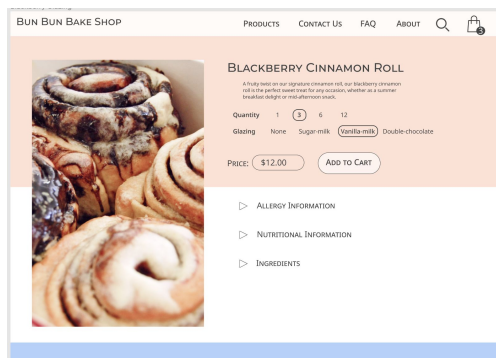 Bun Bun Bake Shop
Products Contact Us FAQ About
3
Blackberry Cinnamon Roll
A fruity twist on our signature cinnamon roll, our blackberry cinnamon
roll is the perfect sweet treat for any occasion, whether as a summer
breakfast delight or mid-afternoon snack.
Quantity 1 3 6 12
Glazing None Sugar-milk Vanilla-milk Double-chocolate
Price: $12.00 Add to Cart
Allergy Information
Nutritional Information
Ingredients